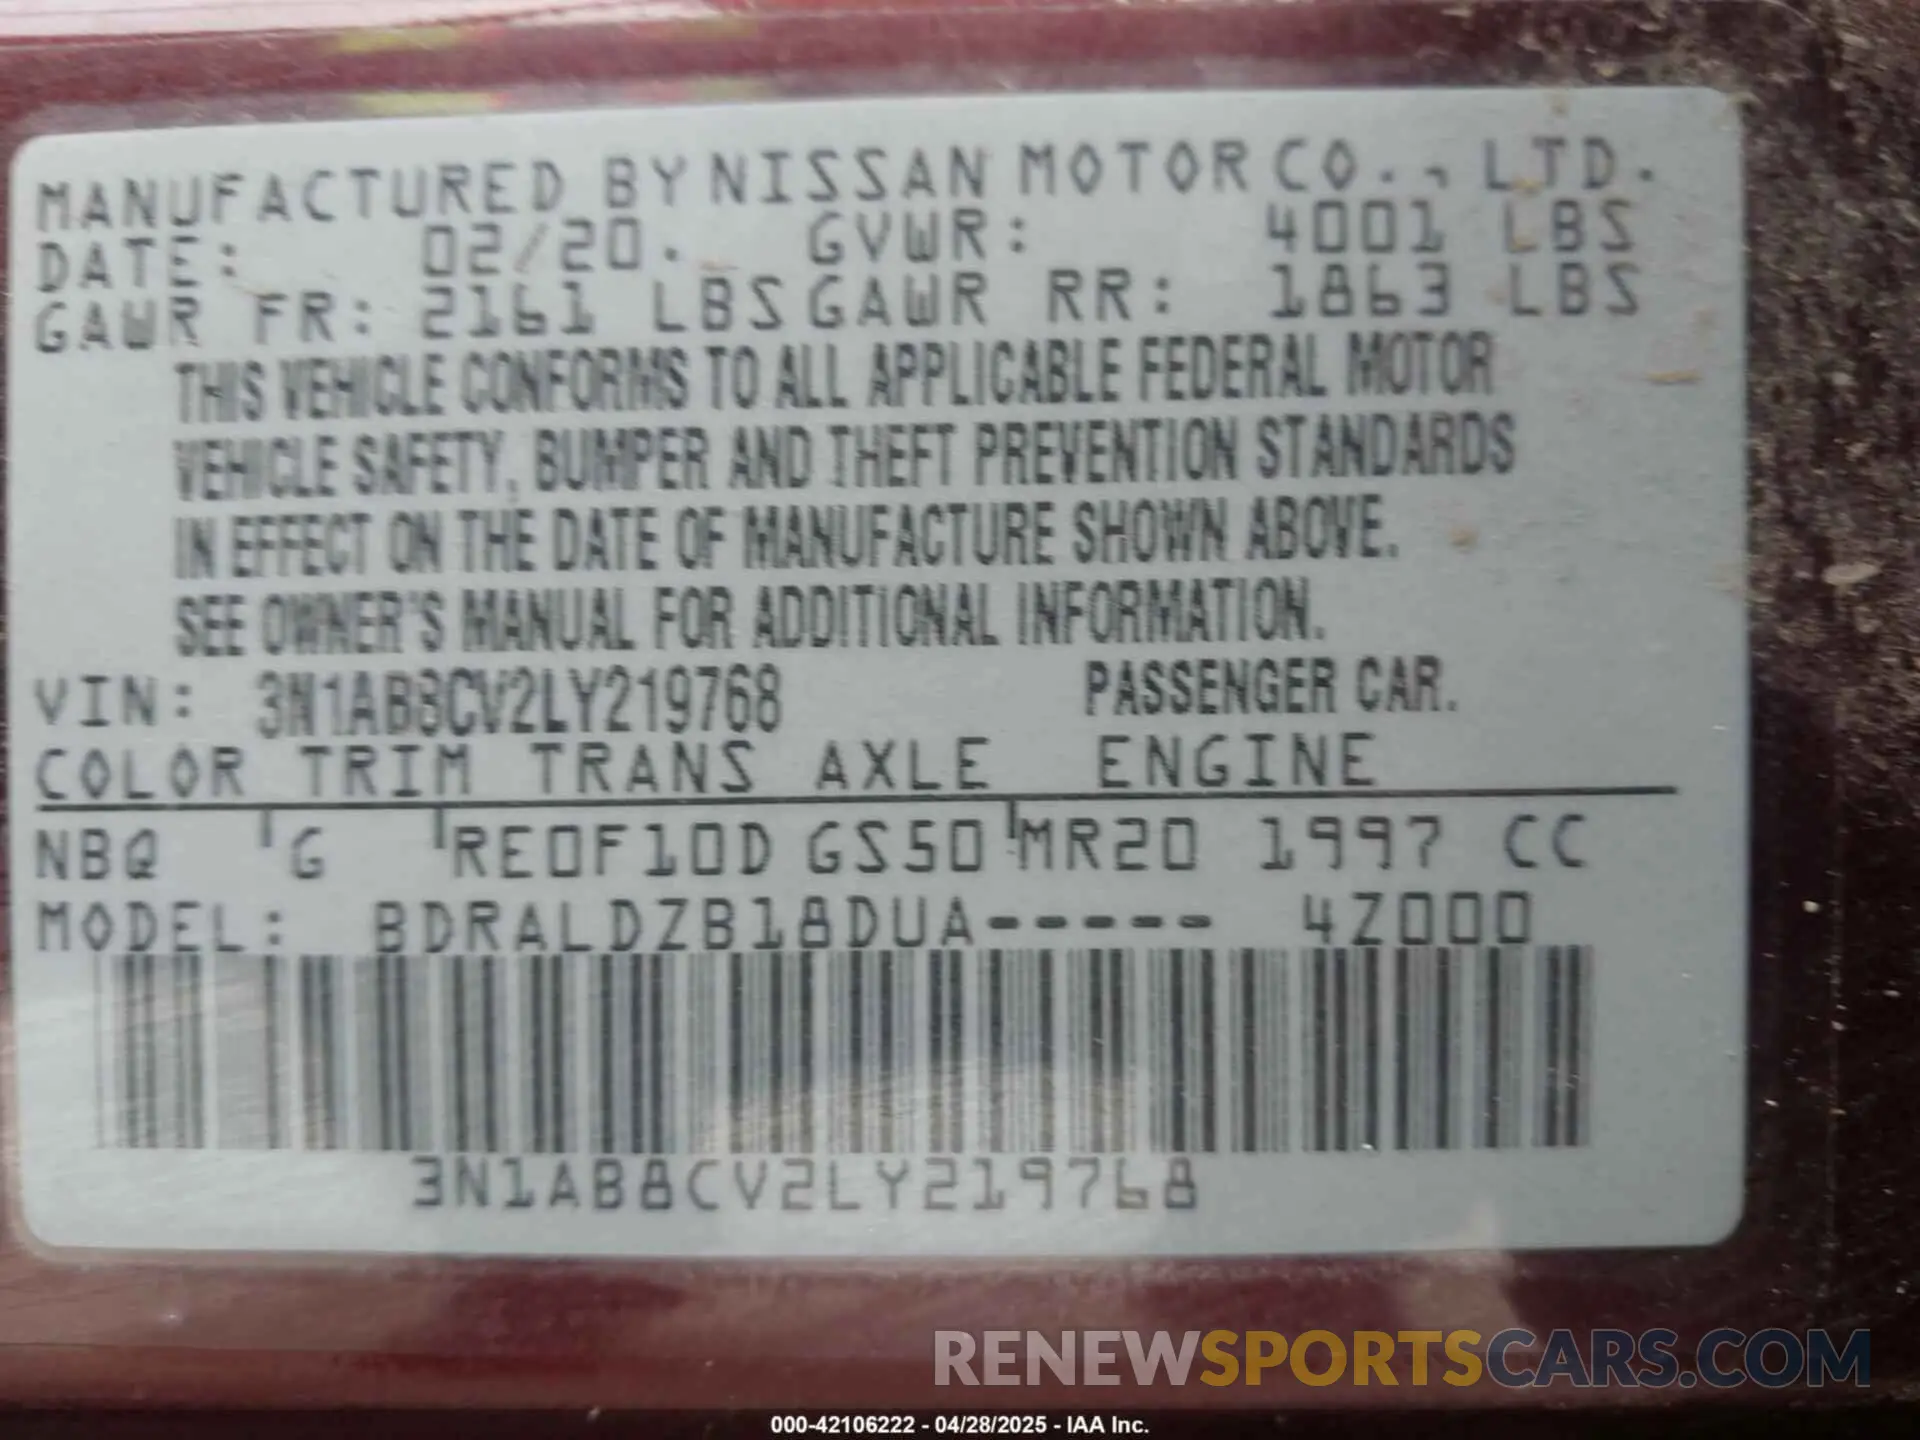 MANUFACTURED BY NISSAN MOTOR CO., LTD.
DATE: 02/20. GVWR: 4001 LBS
GAWR FR: 2161 LBS GAWR RR: 1863 LBS
THIS VEHICLE CONFORMS TO ALL APPLICABLE FEDERAL MOTOR
VEHICLE SAFETY, BUMPER AND THEFT PREVENTION STANDARDS
IN EFFECT ON THE DATE OF MANUFACTURE SHOWN ABOVE.
SEE OWNER'S MANUAL FOR ADDITIONAL INFORMATION.
VIN: 3N1AB8CV2LY219768 PASSENGER CAR.
COLOR TRIM TRANS AXLE ENGINE
NBQ G RE0F10D GS50 MR20 1997 CC
MODEL: BDRALDZB18DUA----- 4Z000
3N1AB8CV2LY219768
RENEWSPORTSCARS.COM
000-42106222 - 04/28/2025 - IAA Inc.